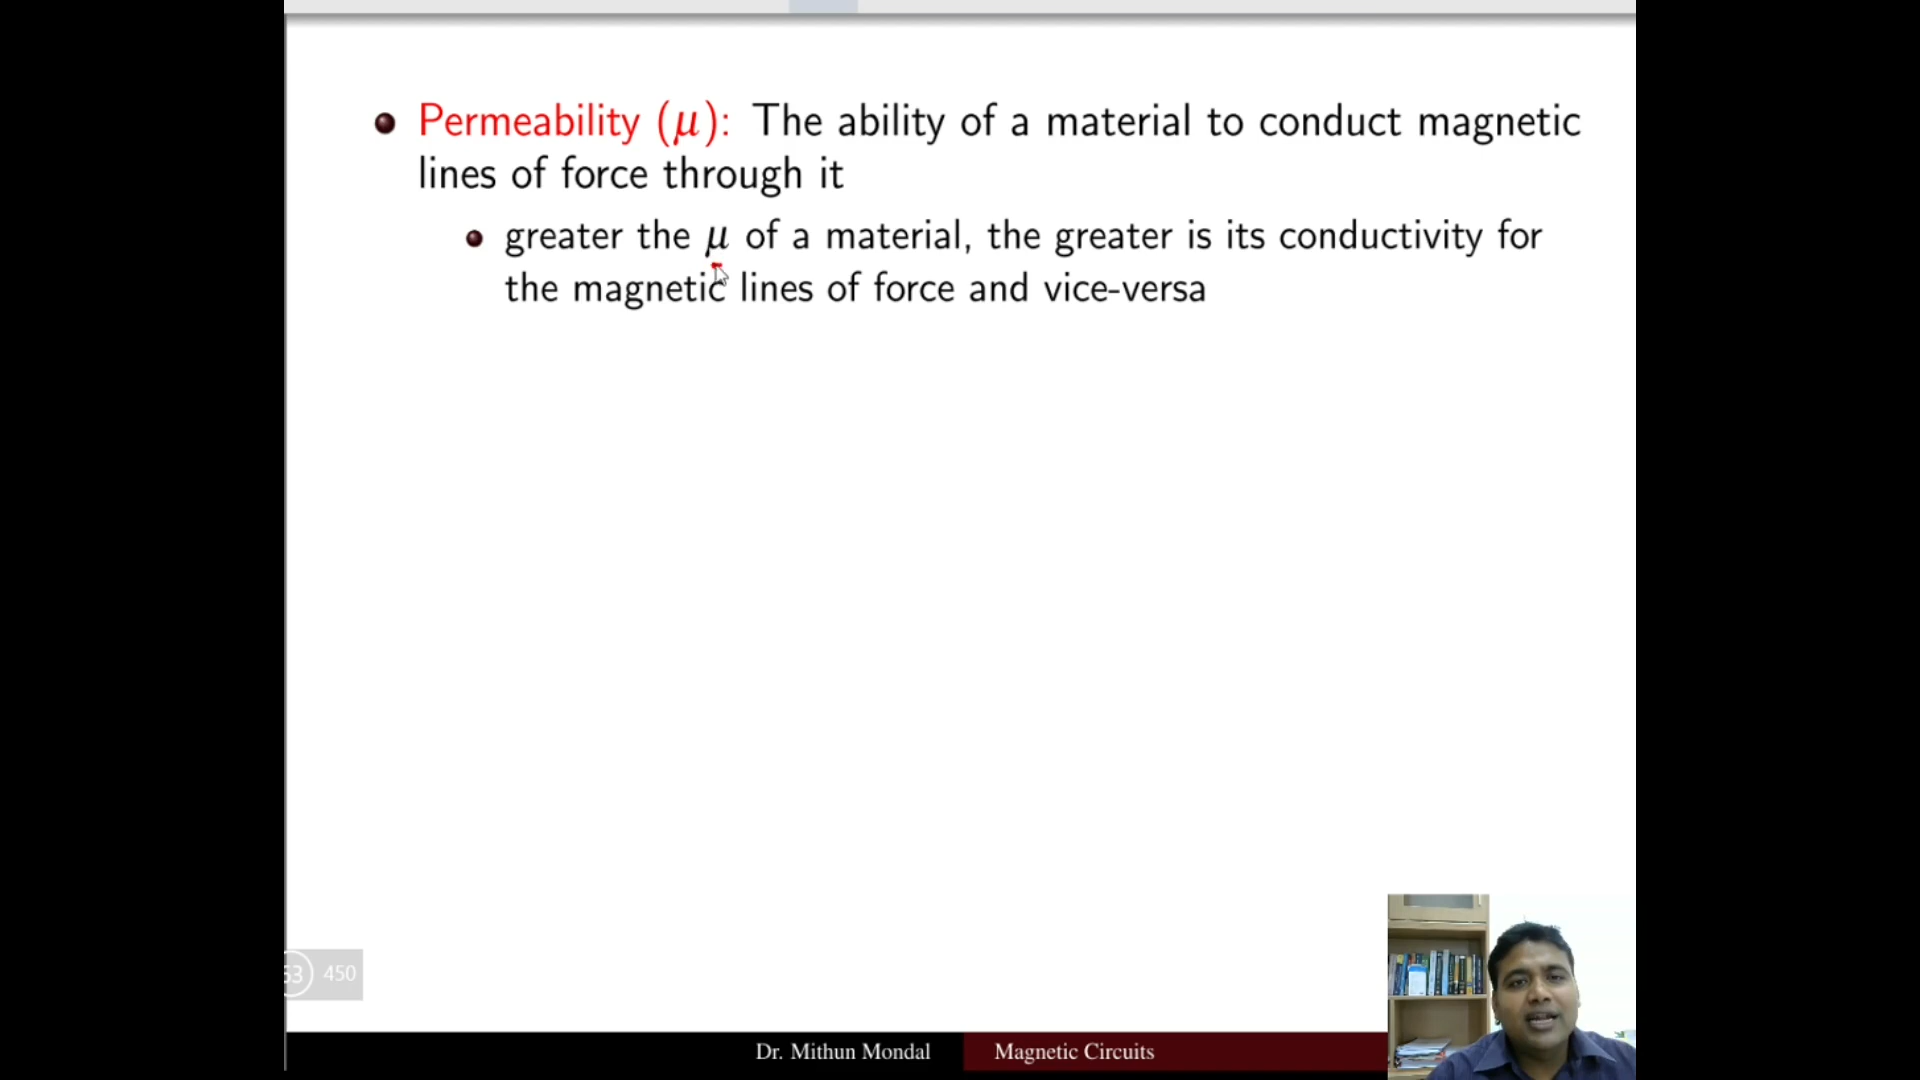 Permeability (μ): The ability of a material to conduct magnetic
lines of force through it
greater the μ of a material, the greater is its conductivity for
the magnetic lines of force and vice-versa
53 450
Dr. Mithun Mondal Magnetic Circuits